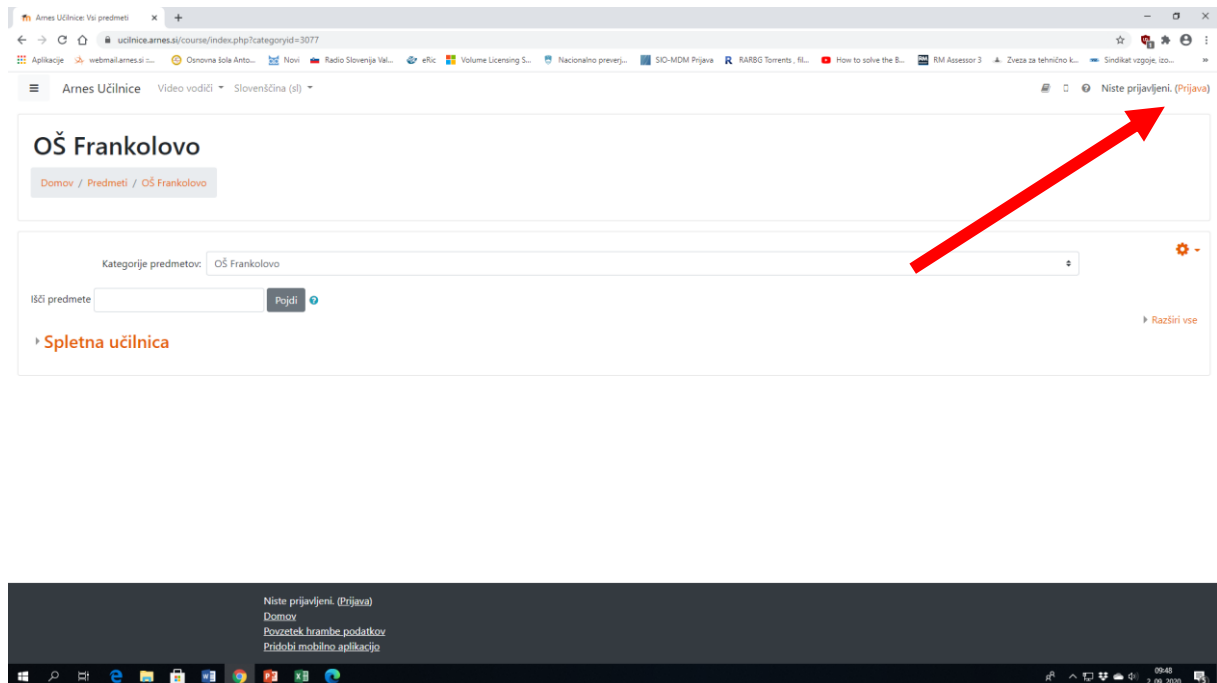 Arnes Učilnice: Vsi predmeti
ucilnice.arnes.si/course/index.php?categoryid=3077
Aplikacije webmail.arnes.si ::... Osnovna šola Anto... Novi Radio Slovenija Val... eRic Volume Licensing S... Nacionalno preverj... SIO-MDM Prijava RARBG Torrents , fil... How to solve the B... RM Assessor 3 Zveza za tehnično k... Sindikat vzgoje, izo... »
Arnes Učilnice Video vodiči Slovenščina (sl) Niste prijavljeni. (Prijava)
OŠ Frankolovo
Domov / Predmeti / OŠ Frankolovo
Kategorije predmetov: OŠ Frankolovo
Išči predmete Pojdi
Razširi vse
Spletna učilnica
Niste prijavljeni. (Prijava)
Domov
Povzetek hrambe podatkov
Pridobi mobilno aplikacijo
09:48
2. 09. 2020